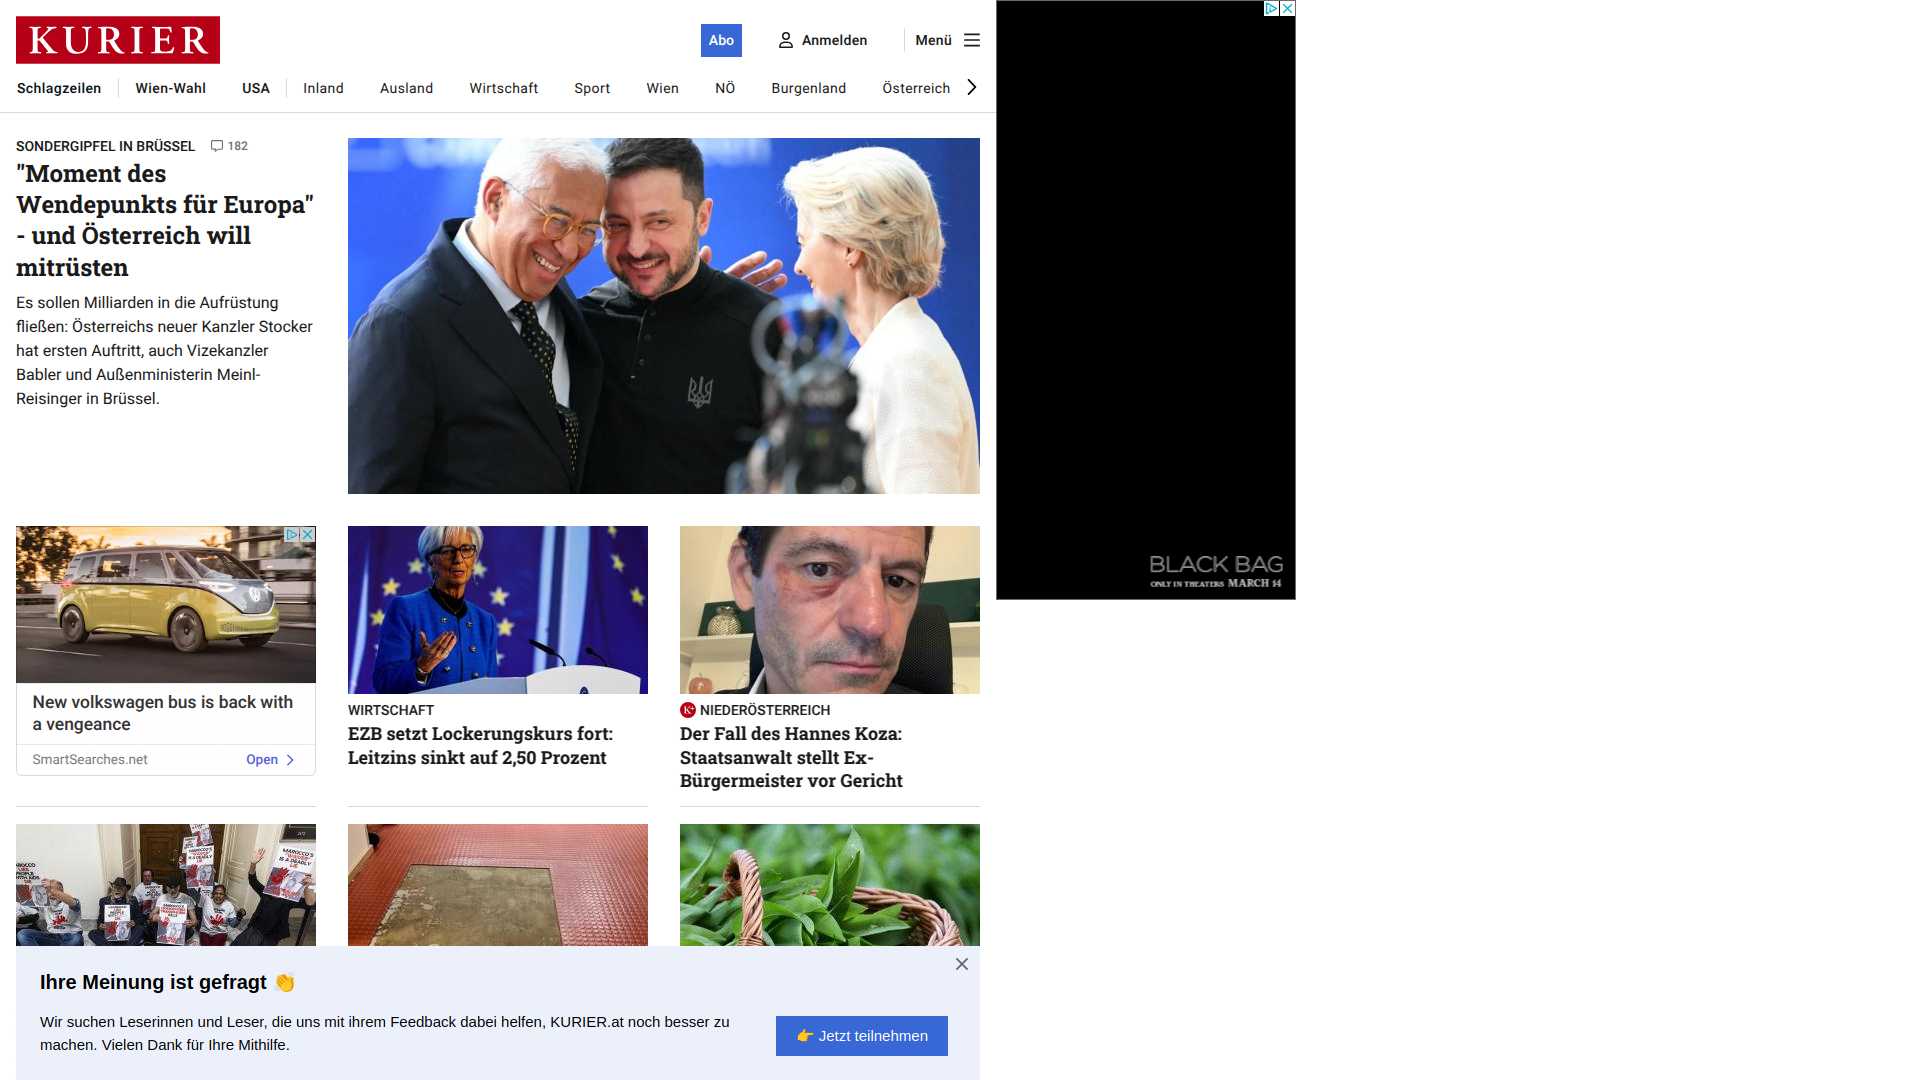 KURIER
Abo
Anmelden
Menü
Schlagzeilen
Wien-Wahl
USA
Inland
Ausland
Wirtschaft
Sport
Wien
NÖ
Burgenland
Österreich
SONDERGIPFEL IN BRÜSSEL 182
"Moment des
Wendepunkts für Europa"
- und Österreich will
mitrüsten
Es sollen Milliarden in die Aufrüstung
fließen: Österreichs neuer Kanzler Stocker
hat ersten Auftritt, auch Vizekanzler
Babler und Außenministerin Meinl-
Reisinger in Brüssel.
BLACK BAG
ONLY IN THEATERS MARCH 14
New volkswagen bus is back with
a vengeance
SmartSearches.net
Open
WIRTSCHAFT
EZB setzt Lockerungskurs fort:
Leitzins sinkt auf 2,50 Prozent
K+ NIEDERÖSTERREICH
Der Fall des Hannes Koza:
Staatsanwalt stellt Ex-
Bürgermeister vor Gericht
Ihre Meinung ist gefragt 👏
Wir suchen Leserinnen und Leser, die uns mit ihrem Feedback dabei helfen, KURIER.at noch besser zu
machen. Vielen Dank für Ihre Mithilfe.
👉 Jetzt teilnehmen